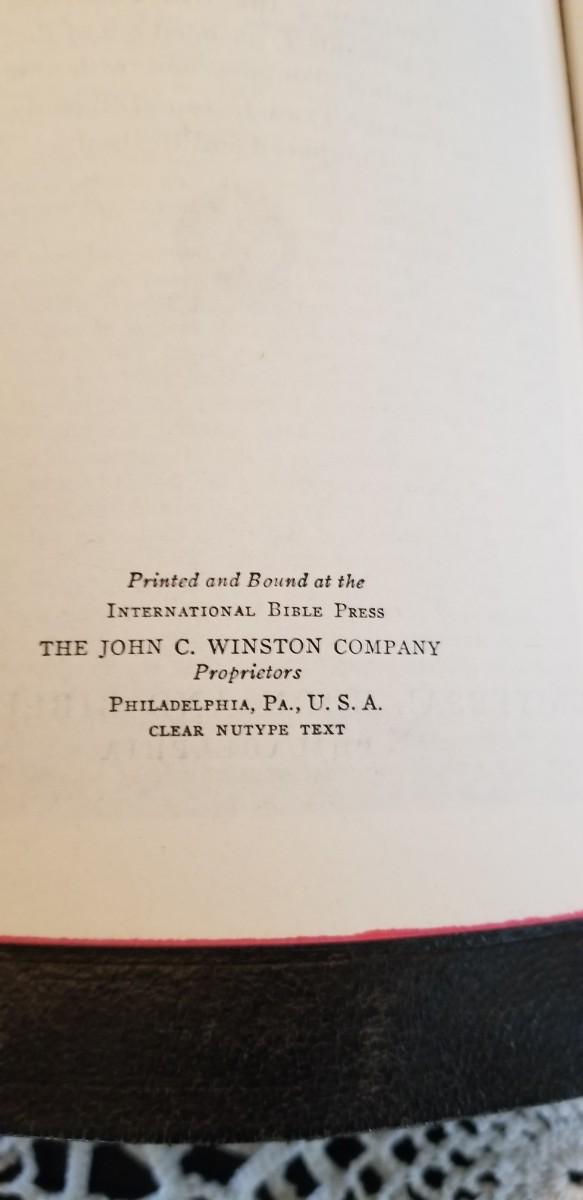 Printed and Bound at the
INTERNATIONAL BIBLE PRESS
THE JOHN C. WINSTON COMPANY
Proprietors
PHILADELPHIA, PA., U. S. A.
CLEAR NUTYPE TEXT